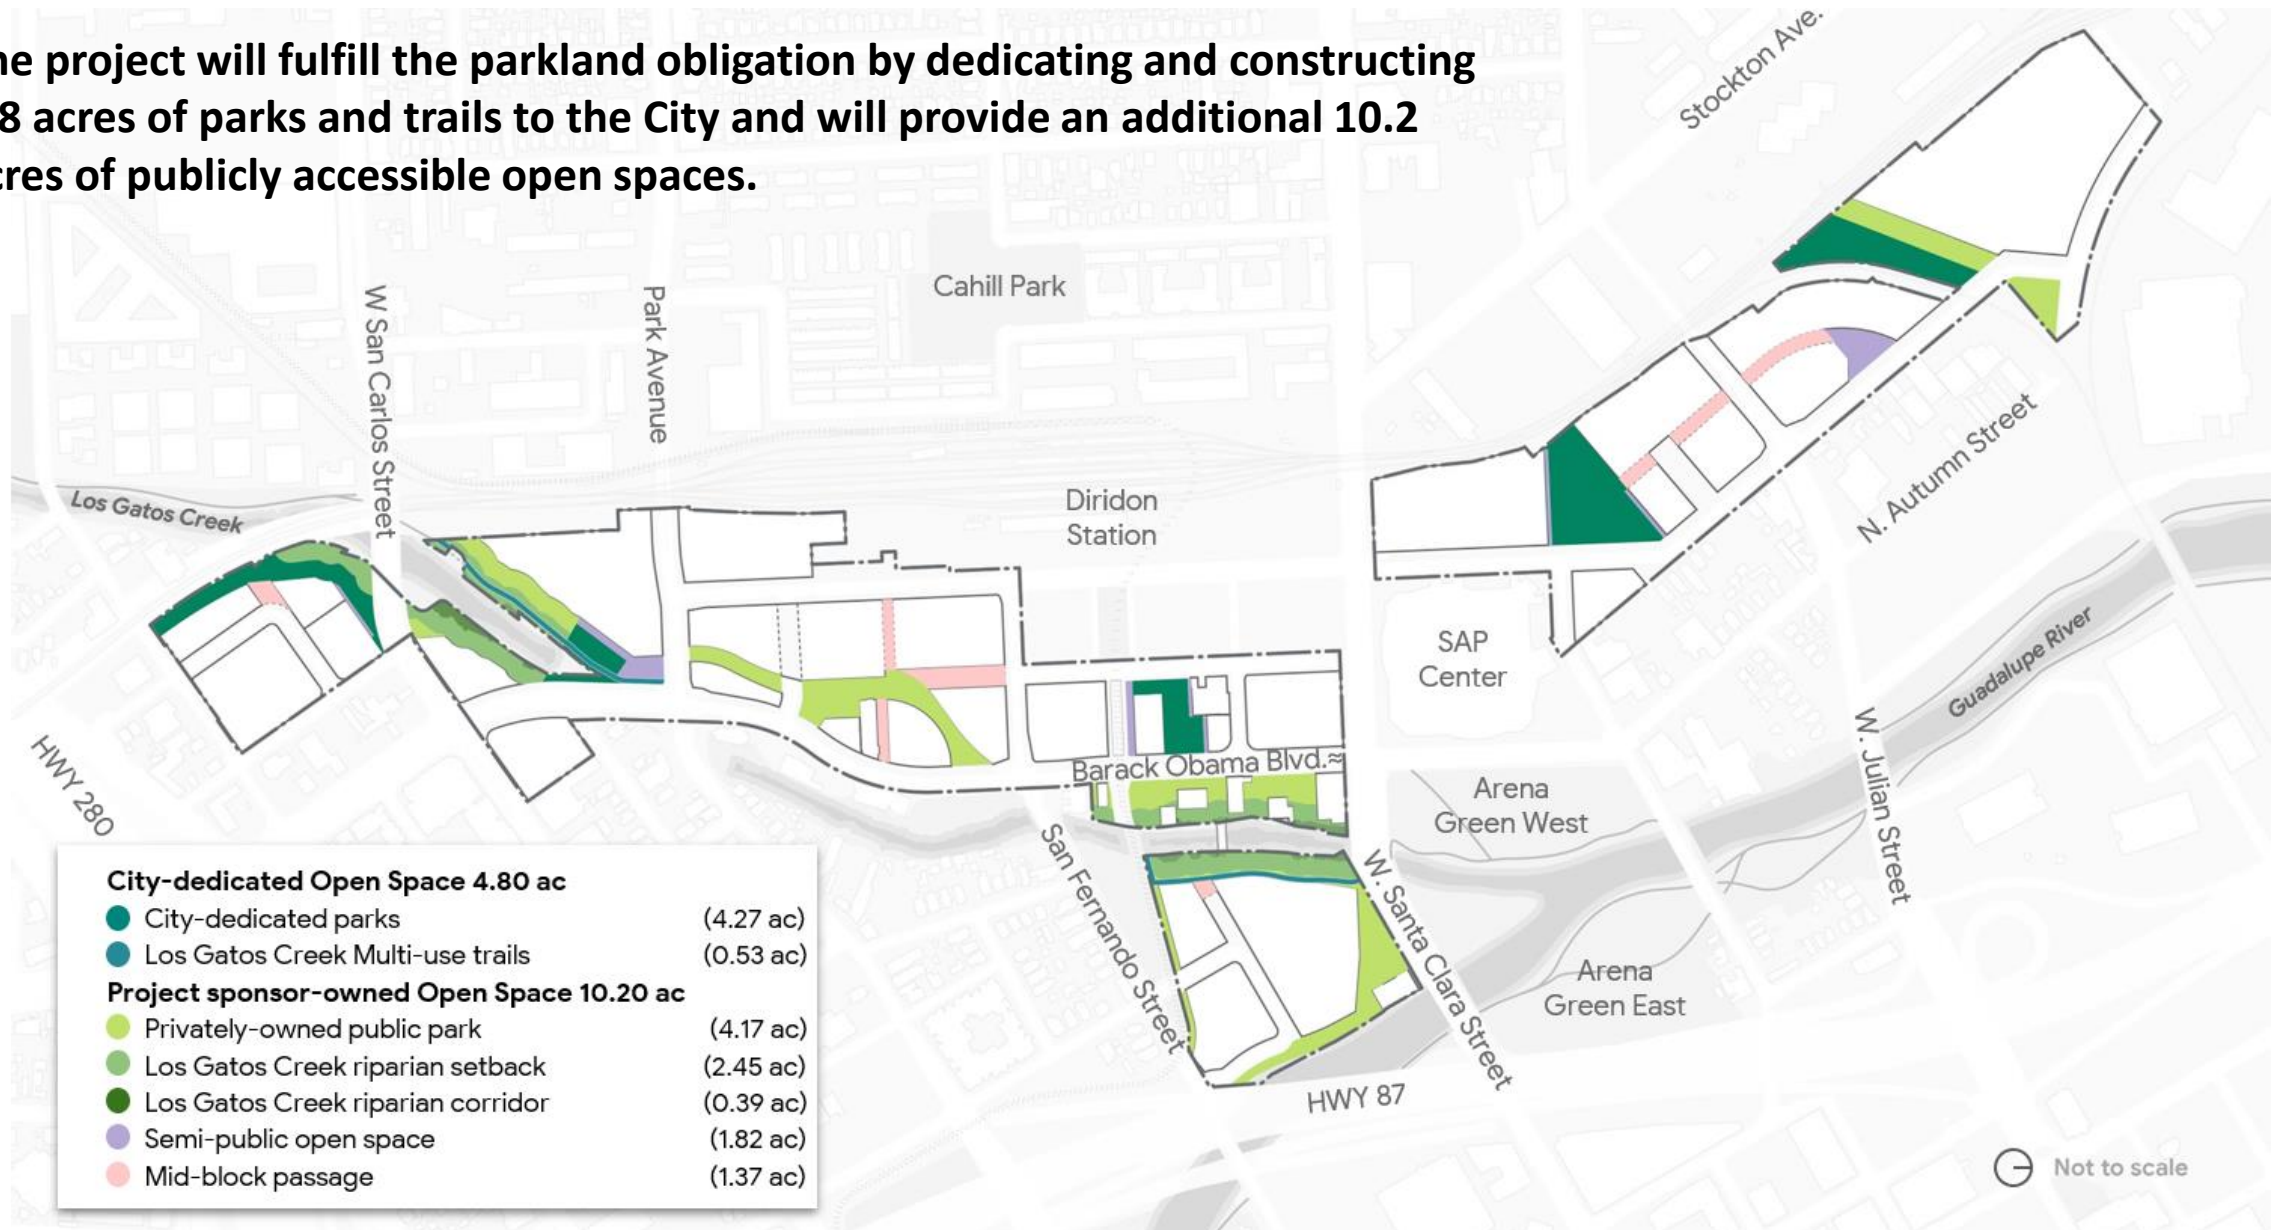 he project will fulfill the parkland obligation by dedicating and constructing
8 acres of parks and trails to the City and will provide an additional 10.2
cres of publicly accessible open spaces.
Stockton Ave.
Cahill Park
W San Carlos Street
Park Avenue
Los Gatos Creek
Diridon
Station
N. Autumn Street
SAP
Center
Guadalupe River
HWY 280
Barack Obama Blvd.
Arena
Green West
W. Julian Street
San Fernando Street
W. Santa Clara Street
Arena
Green East
HWY 87
City-dedicated Open Space 4.80 ac
City-dedicated parks (4.27 ac)
Los Gatos Creek Multi-use trails (0.53 ac)
Project sponsor-owned Open Space 10.20 ac
Privately-owned public park (4.17 ac)
Los Gatos Creek riparian setback (2.45 ac)
Los Gatos Creek riparian corridor (0.39 ac)
Semi-public open space (1.82 ac)
Mid-block passage (1.37 ac)
Not to scale